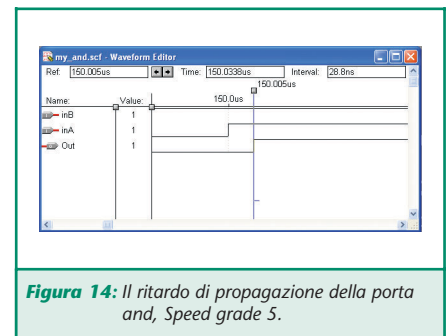 my_and.scf - Waveform Editor
Ref: 150.005us Time: 150.0338us Interval: 28.8ns
150.005us
Name: Value: 150.0us
inB 1
inA 1
Out 1
Figura 14: Il ritardo di propagazione della porta
and, Speed grade 5.